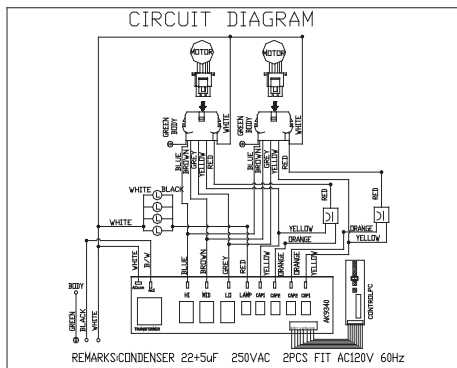 CIRCUIT DIAGRAM
MOTOR
MOTOR
GREEN
BODY
WHITE
GREEN
BODY
WHITE
BLUE
BROWN
GREY
YELLOW
RED
BLUE
BROWN
GREY
YELLOW
RED
WHITE
BLACK
L
L
L
L
WHITE
RED
RED
YELLOW
ORANGE
ORANGE
YELLOW
WHITE
B/W
BLUE
BROWN
GREY
RED
YELLOW
ORANGE
ORANGE
YELLOW
BODY
GREEN
BLACK
WHITE
HI
MID
LO
LAMP
CAP1
CAP2
CAP2
CAP1
TRANSFORMER
AK9340
CONTROLPC
REMARKS:CONDENSER 22+5uF 250VAC 2PCS FIT AC120V 60Hz